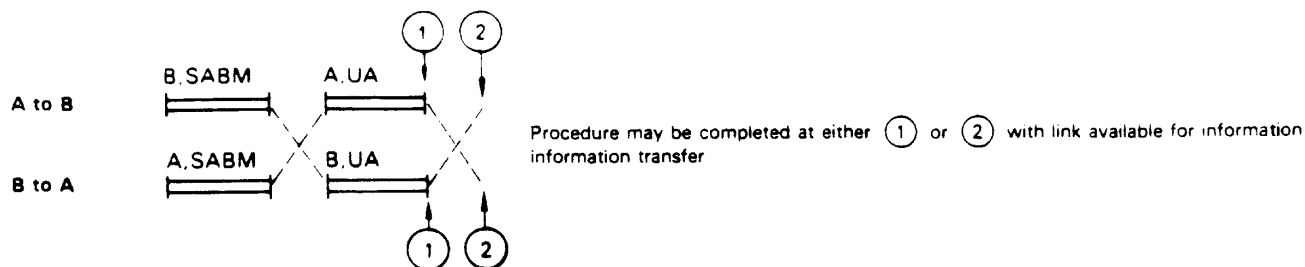 1 2
B,SABM A,UA
A to B
Procedure may be completed at either 1 or 2 with link available for information
information transfer
A,SABM B,UA
B to A
1 2